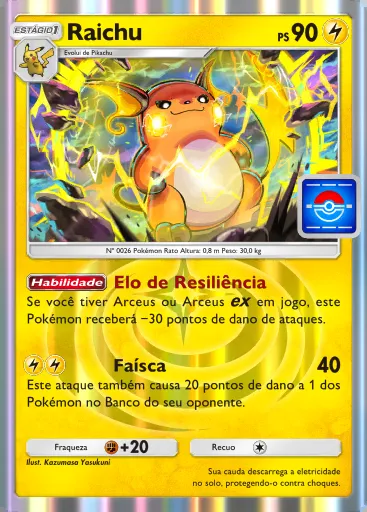 ESTÁGIO 1
Raichu
PS 90
Evolui de Pikachu
N° 0026 Pokémon Rato Altura: 0,8 m Peso: 30,0 kg
Habilidade Elo de Resiliência
Se você tiver Arceus ou Arceus ex em jogo, este
Pokémon receberá −30 pontos de dano de ataques.
Faísca 40
Este ataque também causa 20 pontos de dano a 1 dos
Pokémon no Banco do seu oponente.
Fraqueza +20 Recuo
Ilust. Kazumasa Yasukuni
Sua cauda descarrega a eletricidade
no solo, protegendo-o contra choques.